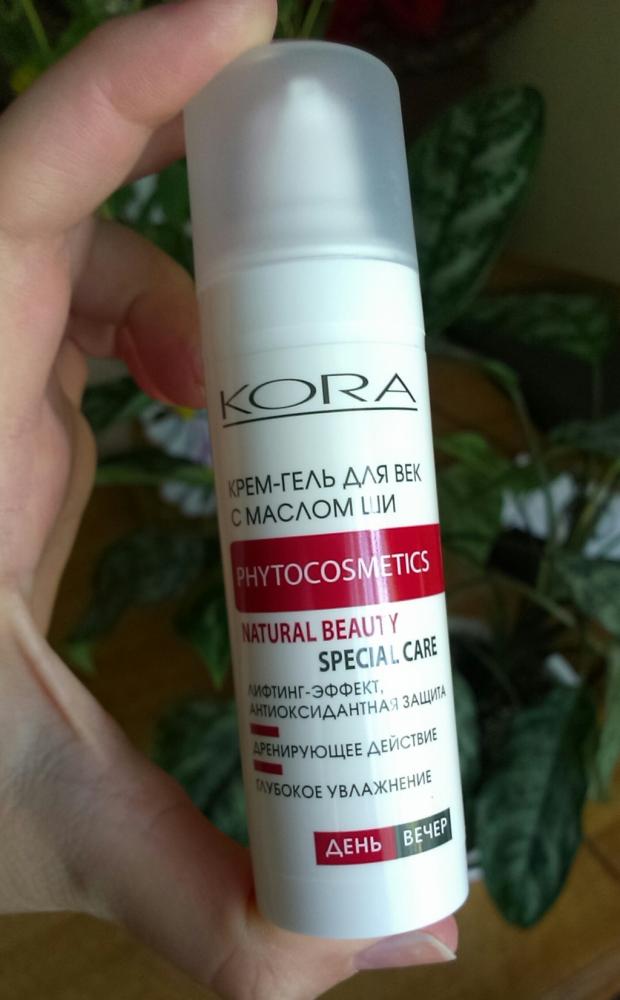 KORA
КРЕМ-ГЕЛЬ ДЛЯ ВЕК
С МАСЛОМ ШИ
PHYTOCOSMETICS
NATURAL BEAUTY
SPECIAL CARE
ЛИФТИНГ-ЭФФЕКТ,
АНТИОКСИДАНТНАЯ ЗАЩИТА
ДРЕНИРУЮЩЕЕ ДЕЙСТВИЕ
ГЛУБОКОЕ УВЛАЖНЕНИЕ
ДЕНЬ ВЕЧЕР